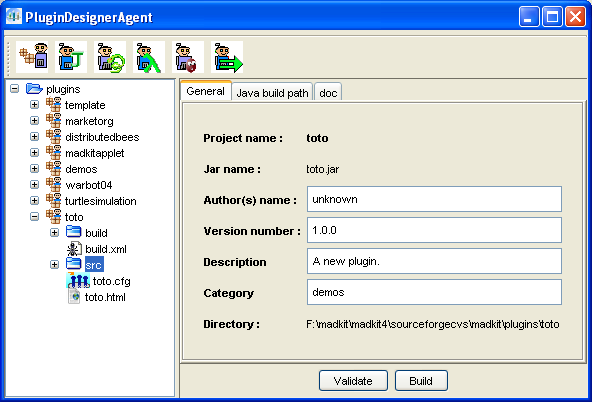 PluginDesignerAgent
plugins
template
marketorg
distributedbees
madkitapplet
demos
warbot04
turtlesimulation
toto
build
build.xml
src
toto.cfg
toto.html
General
Java build path
doc
Project name : toto
Jar name : toto.jar
Author(s) name : unknown
Version number : 1.0.0
Description A new plugin.
Category demos
Directory : F:\madkit\madkit4\sourceforgecvs\madkit\plugins\toto
Validate
Build